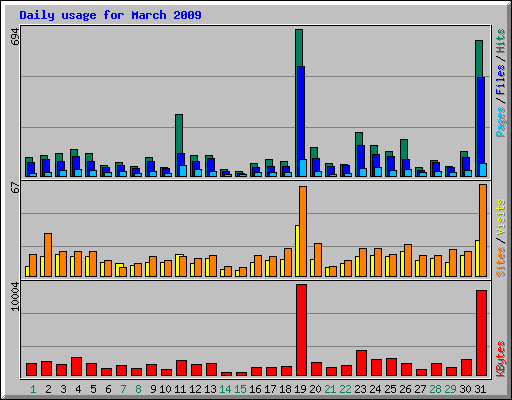 Daily usage for March 2009
694
Pages / Files / Hits
67
Sites / Visits
10004
KBytes
1 2 3 4 5 6 7 8 9 10 11 12 13 14 15 16 17 18 19 20 21 22 23 24 25 26 27 28 29 30 31